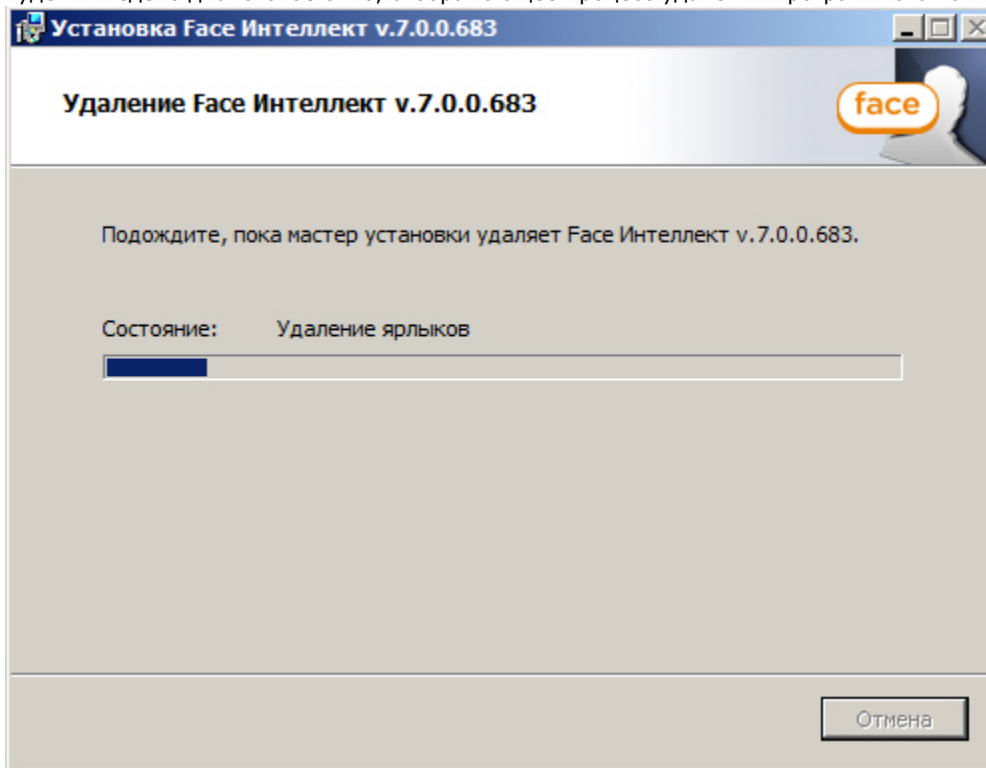 Установка Face Интеллект v.7.0.0.683
Удаление Face Интеллект v.7.0.0.683
face
Подождите, пока мастер установки удаляет Face Интеллект v.7.0.0.683.
Состояние: Удаление ярлыков
Отмена